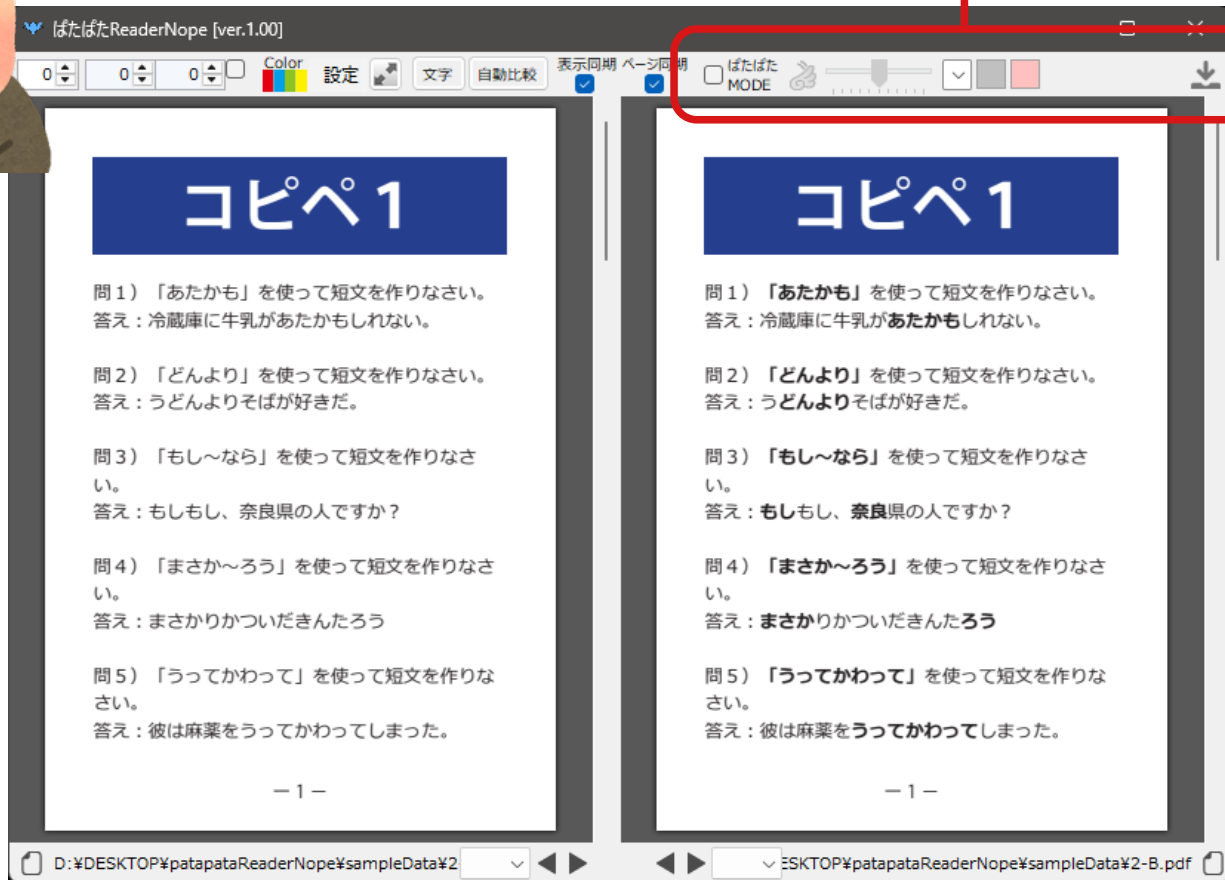 ぱたぱたReaderNope [ver.1.00]
0 0 0 Color 設定 文字 自動比較 表示同期 ページ同期 ぱたぱた
MODE
コピペ1
問1）「あたかも」を使って短文を作りなさい。
答え：冷蔵庫に牛乳があたかもしれない。
問2）「どんより」を使って短文を作りなさい。
答え：うどんよりそばが好きだ。
問3）「もし～なら」を使って短文を作りなさ
い。
答え：もしもし、奈良県の人ですか？
問4）「まさか～ろう」を使って短文を作りなさ
い。
答え：まさかりかついだきんたろう
問5）「うってかわって」を使って短文を作りな
さい。
答え：彼は麻薬をうってかわってしまった。
－1－
コピペ1
問1）「あたかも」を使って短文を作りなさい。
答え：冷蔵庫に牛乳があたかもしれない。
問2）「どんより」を使って短文を作りなさい。
答え：うどんよりそばが好きだ。
問3）「もし～なら」を使って短文を作りなさ
い。
答え：もしもし、奈良県の人ですか？
問4）「まさか～ろう」を使って短文を作りなさ
い。
答え：まさかりかついだきんたろう
問5）「うってかわって」を使って短文を作りな
さい。
答え：彼は麻薬をうってかわってしまった。
－1－
D:¥DESKTOP¥patapataReaderNope¥sampleData¥2
ESKTOP¥patapataReaderNope¥sampleData¥2-B.pdf